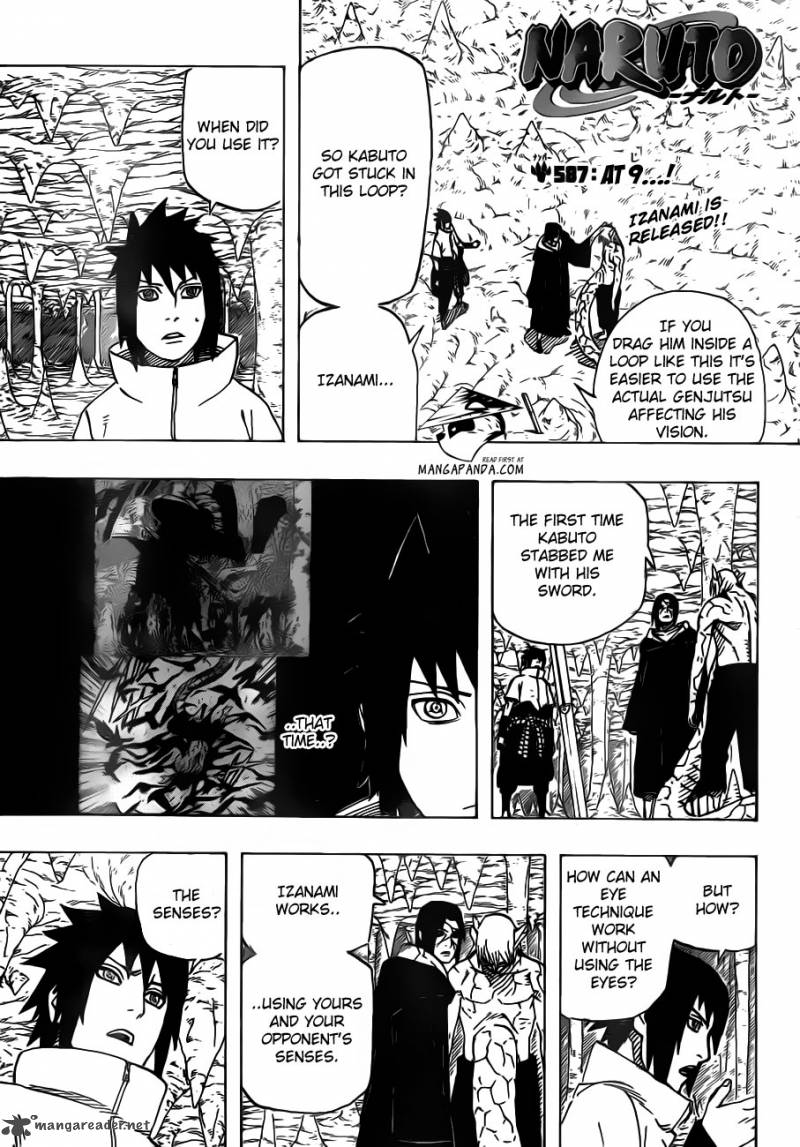 NARUTO
-ナルト-
587: AT 9....!
IZANAMI IS
RELEASED!!
SO KABUTO
GOT STUCK IN
THIS LOOP?
IF YOU
DRAG HIM INSIDE
A LOOP LIKE
THIS IT'S
EASIER TO USE
THE ACTUAL
GENJUTSU
AFFECTING HIS
VISION.
IZANAMI...
WHEN DID
YOU USE IT?
READ FIRST AT
MANGAPANDA.COM
THE FIRST TIME
KABUTO
STABBED ME
WITH HIS
SWORD.
..THAT
TIME..?
BUT
HOW?
HOW CAN AN
EYE
TECHNIQUE
WORK
WITHOUT
USING THE
EYES?
IZANAMI
WORKS..
..USING YOURS
AND YOUR
OPPONENT'S
SENSES.
THE
SENSES?
mangareader.net